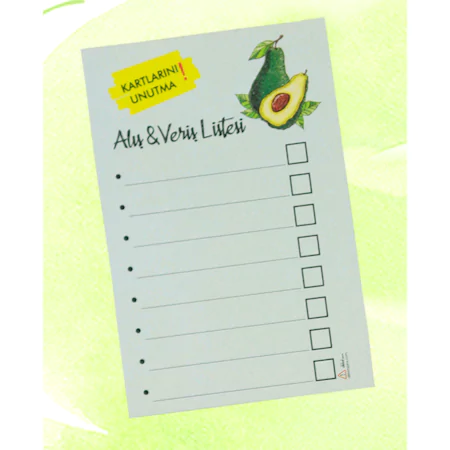 KARTLARINI
UNUTMA !
Alış & Veriş Listesi